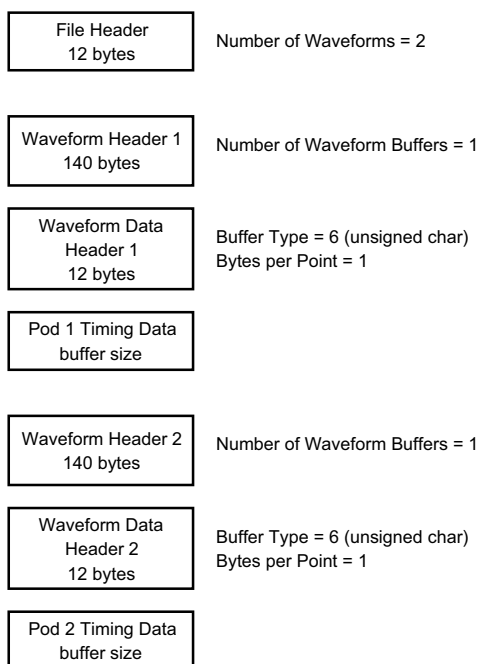 File Header
12 bytes
Number of Waveforms = 2
Waveform Header 1
140 bytes
Number of Waveform Buffers = 1
Waveform Data
Header 1
12 bytes
Buffer Type = 6 (unsigned char)
Bytes per Point = 1
Pod 1 Timing Data
buffer size
Waveform Header 2
140 bytes
Number of Waveform Buffers = 1
Waveform Data
Header 2
12 bytes
Buffer Type = 6 (unsigned char)
Bytes per Point = 1
Pod 2 Timing Data
buffer size